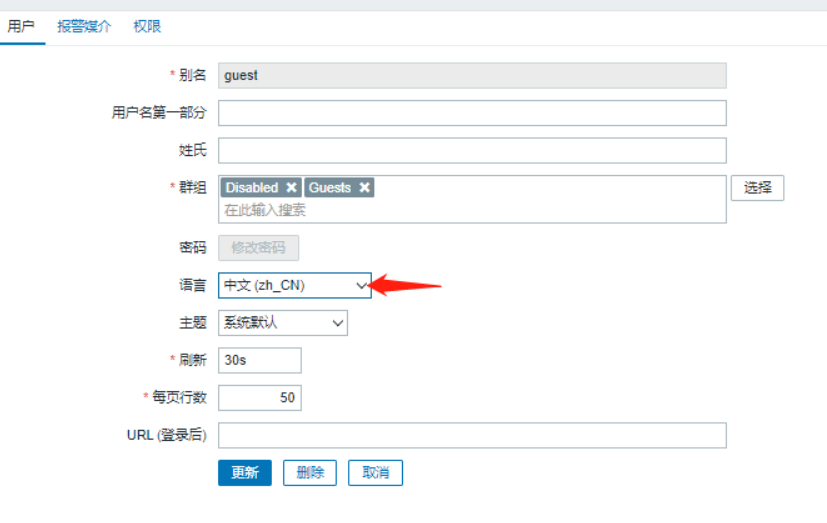 用户 报警媒介 权限
* 别名 guest
用户名第一部分
姓氏
* 群组 Disabled ✖ Guests ✖ 选择
在此输入搜索
密码 修改密码
语言 中文 (zh_CN)
主题 系统默认
* 刷新 30s
* 每页行数 50
URL (登录后)
更新 删除 取消